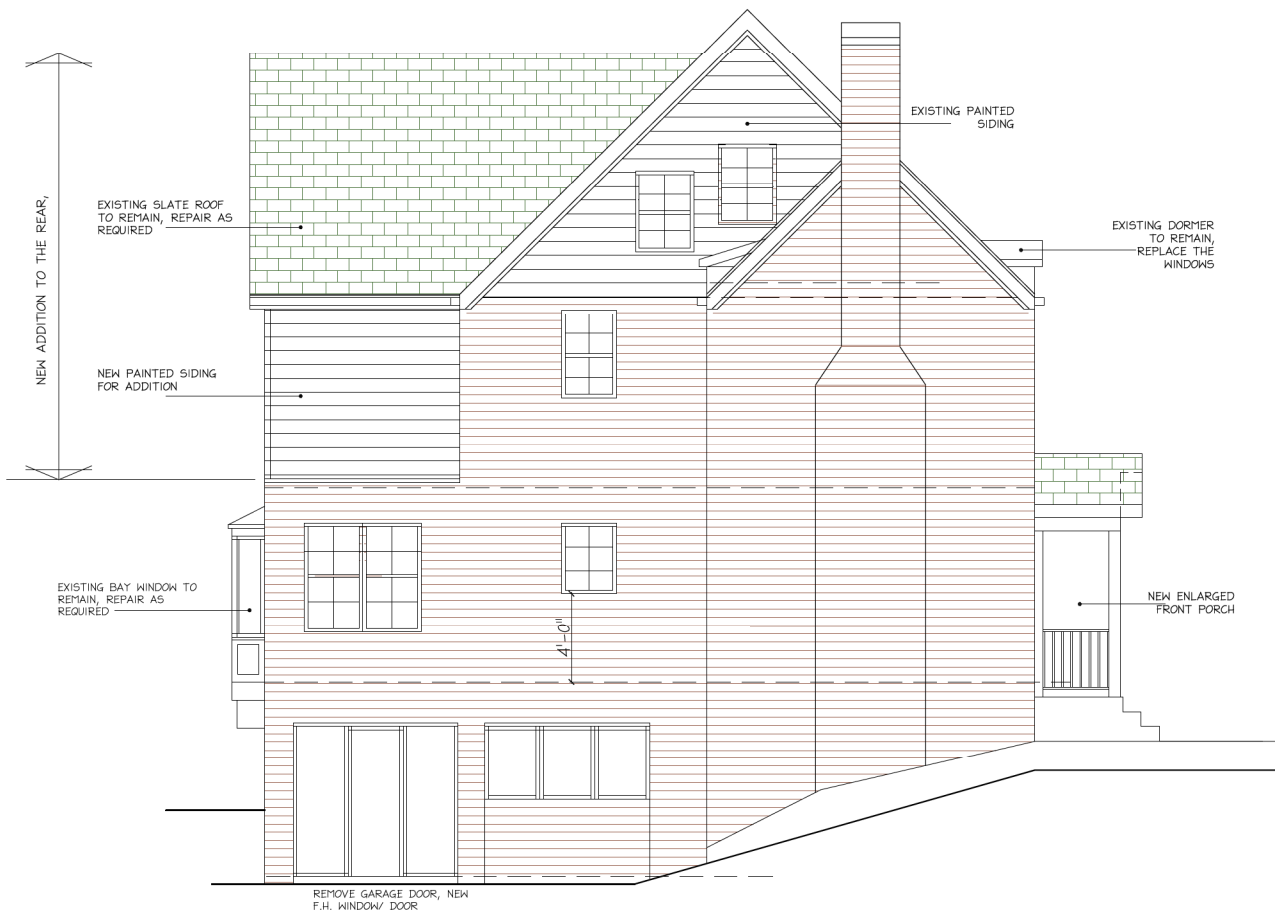 EXISTING PAINTED
SIDING
NEW ADDITION TO THE REAR,
EXISTING SLATE ROOF
TO REMAIN, REPAIR AS
REQUIRED
EXISTING DORMER
TO REMAIN,
REPLACE THE
WINDOWS
NEW PAINTED SIDING
FOR ADDITION
EXISTING BAY WINDOW TO
REMAIN, REPAIR AS
REQUIRED
4'-0"
NEW ENLARGED
FRONT PORCH
REMOVE GARAGE DOOR, NEW
F.H. WINDOW/ DOOR